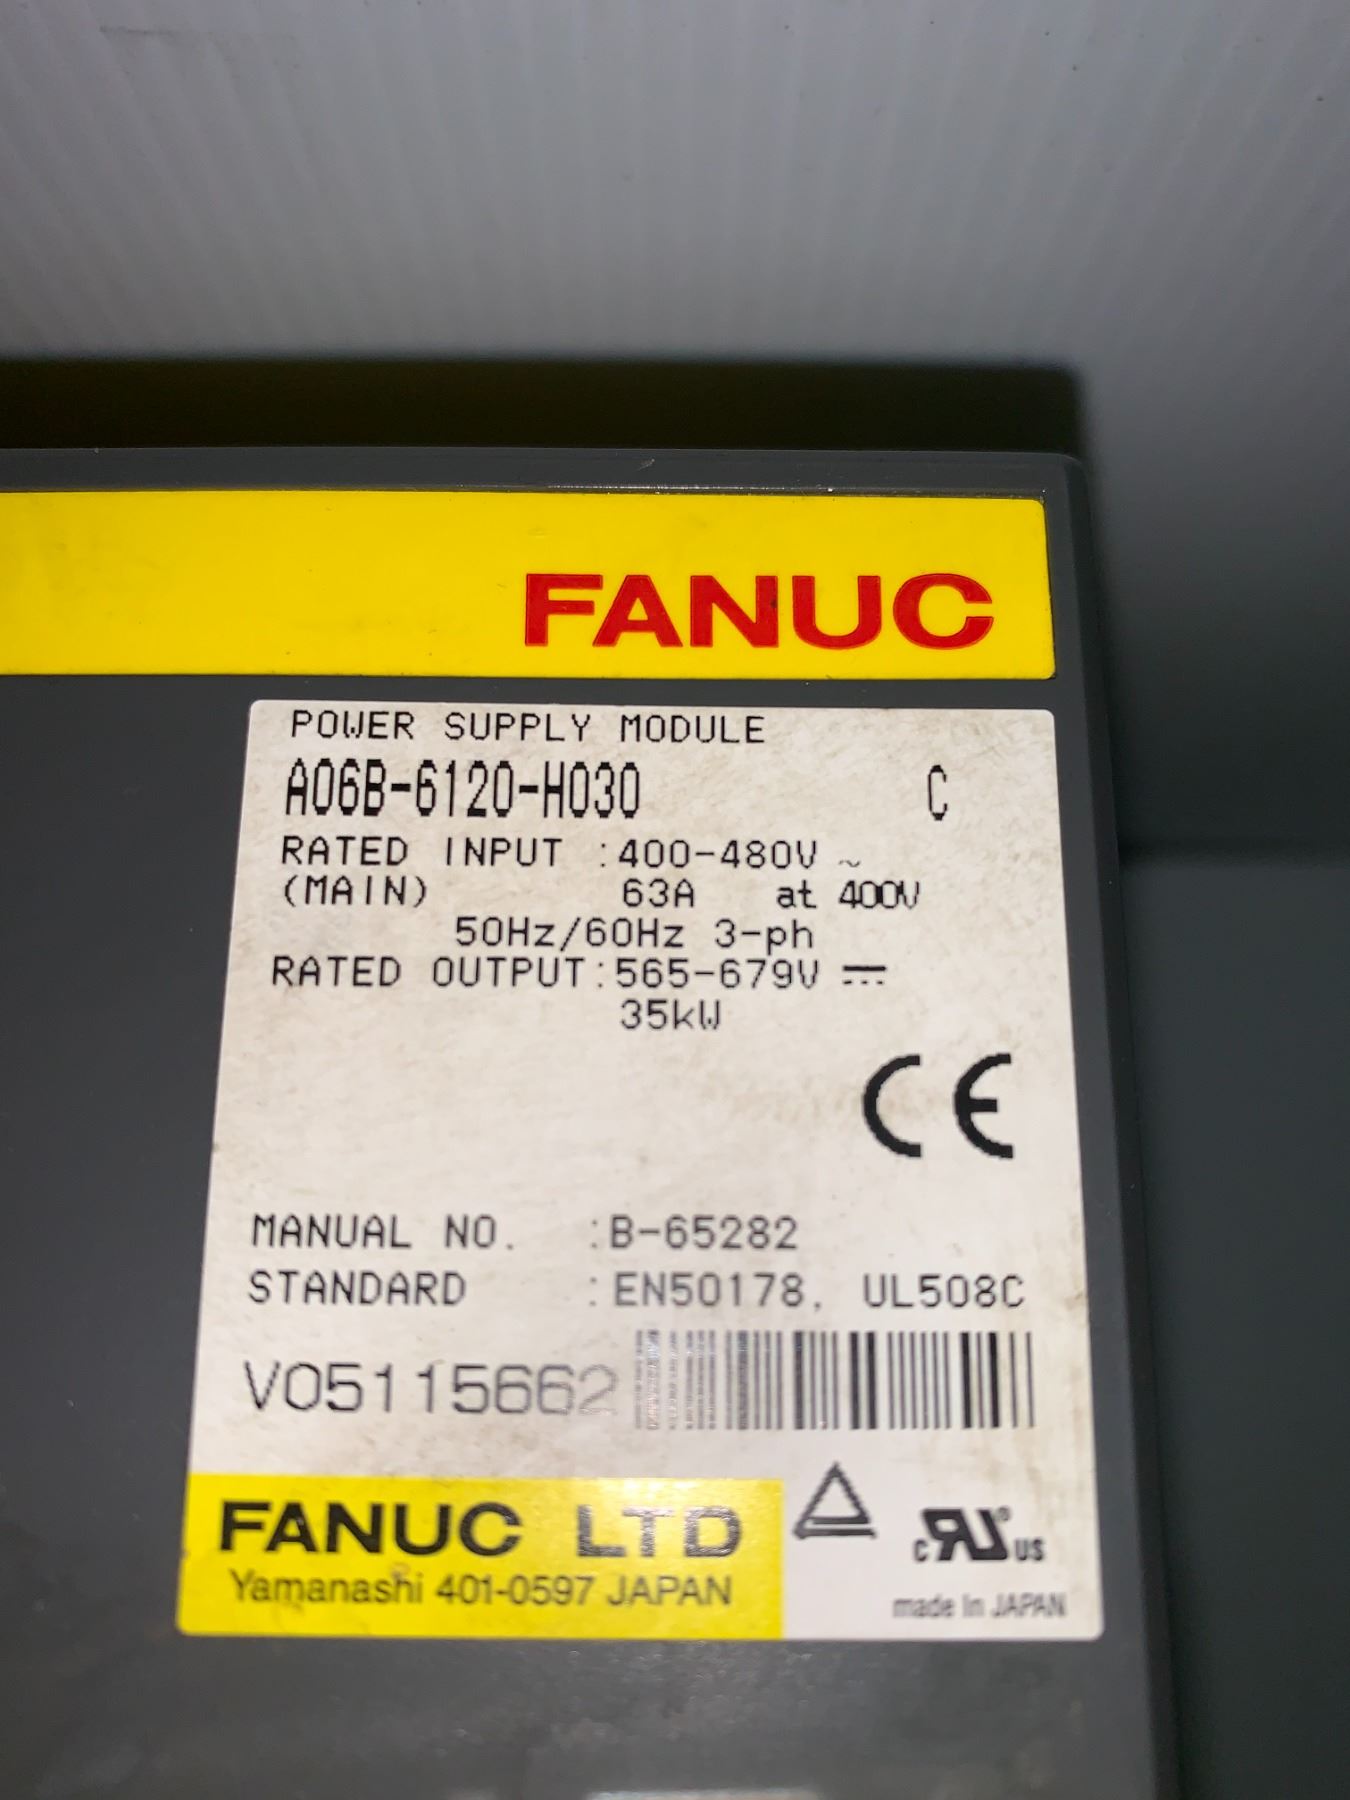 FANUC
POWER SUPPLY MODULE
A06B-6120-H030 C
RATED INPUT :400-480V ~
(MAIN) 63A at 400V
50Hz/60Hz 3-ph
RATED OUTPUT:565-679V ⎓
35kW
CE
MANUAL NO. :B-65282
STANDARD :EN50178, UL508C
V05115662
FANUC LTD
Yamanashi 401-0597 JAPAN
c RU US
made In JAPAN